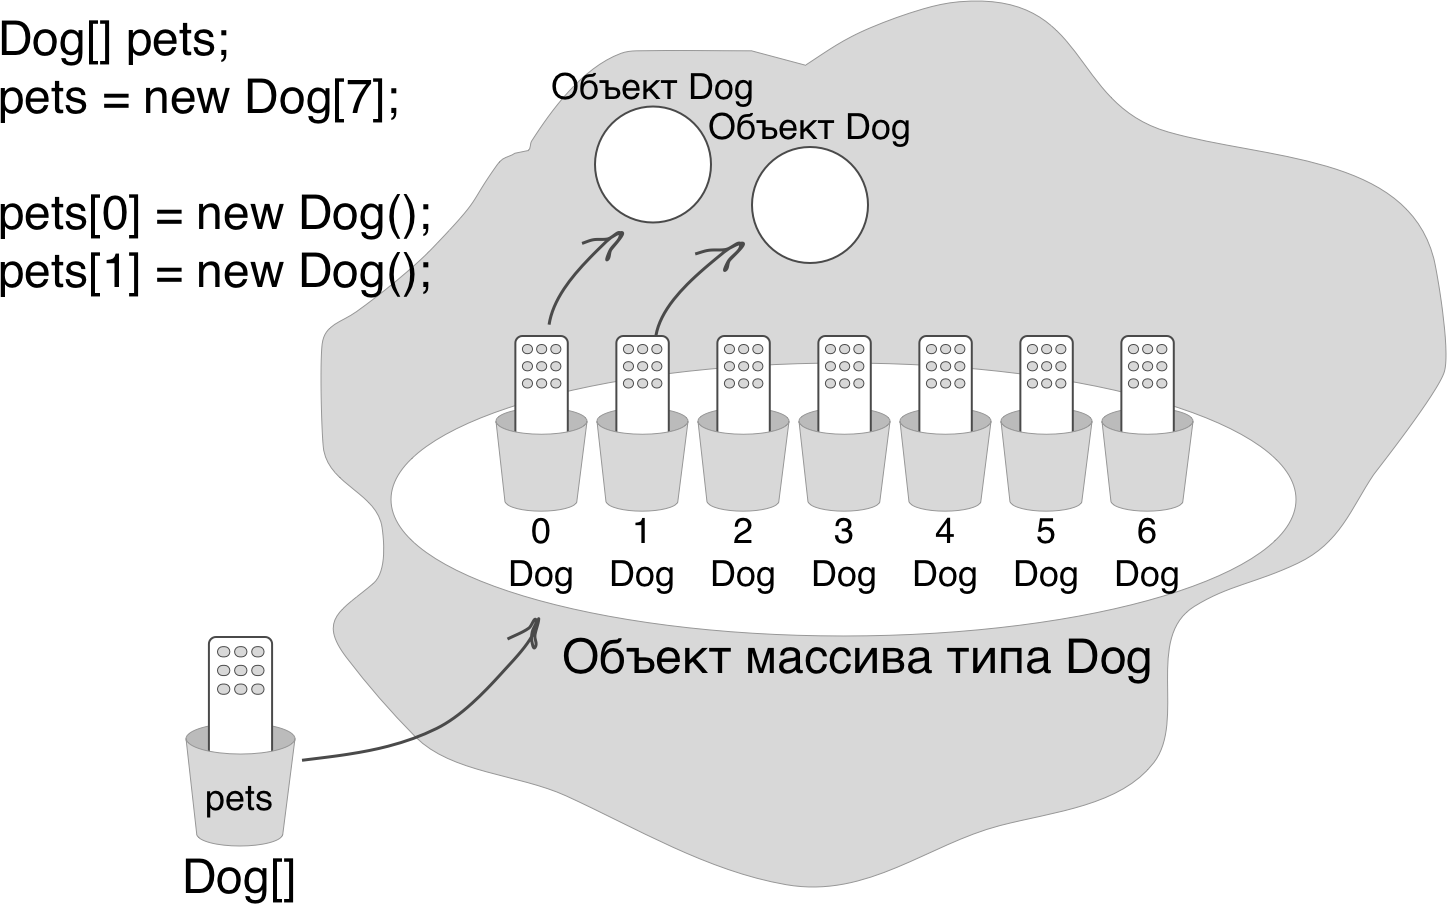 Dog[] pets;
pets = new Dog[7];
pets[0] = new Dog();
pets[1] = new Dog();
Объект Dog
Объект Dog
0 1 2 3 4 5 6
Dog Dog Dog Dog Dog Dog Dog
Объект массива типа Dog
pets
Dog[]